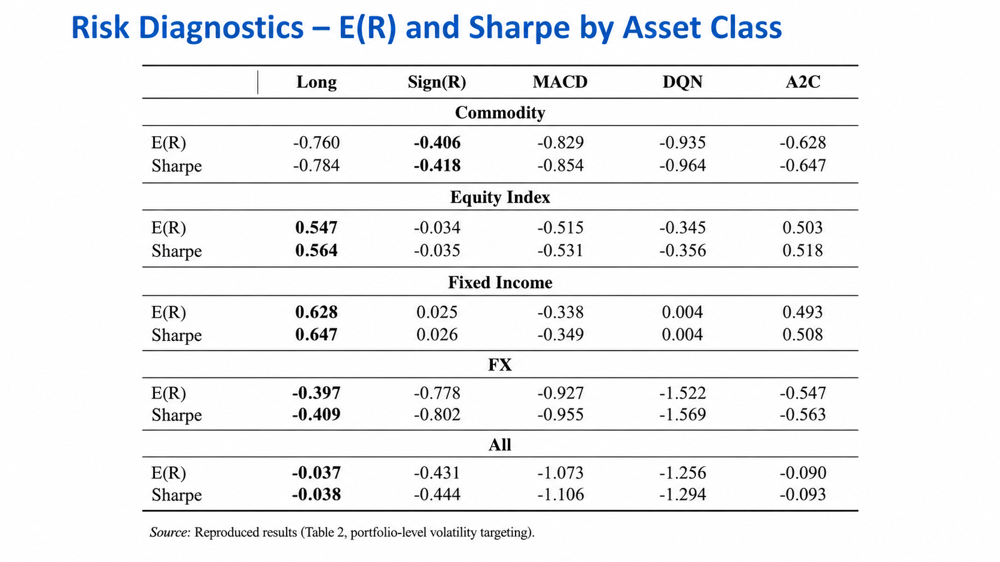 Risk Diagnostics – E(R) and Sharpe by Asset Class
Long Sign(R) MACD DQN A2C
Commodity
E(R) -0.760 -0.406 -0.829 -0.935 -0.628
Sharpe -0.784 -0.418 -0.854 -0.964 -0.647
Equity Index
E(R) 0.547 -0.034 -0.515 -0.345 0.503
Sharpe 0.564 -0.035 -0.531 -0.356 0.518
Fixed Income
E(R) 0.628 0.025 -0.338 0.004 0.493
Sharpe 0.647 0.026 -0.349 0.004 0.508
FX
E(R) -0.397 -0.778 -0.927 -1.522 -0.547
Sharpe -0.409 -0.802 -0.955 -1.569 -0.563
All
E(R) -0.037 -0.431 -1.073 -1.256 -0.090
Sharpe -0.038 -0.444 -1.106 -1.294 -0.093
Source: Reproduced results (Table 2, portfolio-level volatility targeting).